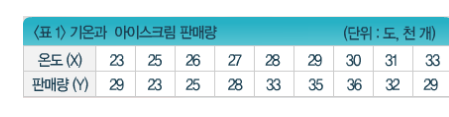 〈표 1〉 기온과 아이스크림 판매량 (단위 : 도, 천 개)
온도 (X) 23 25 26 27 28 29 30 31 33
판매량 (Y) 29 23 25 28 33 35 36 32 29